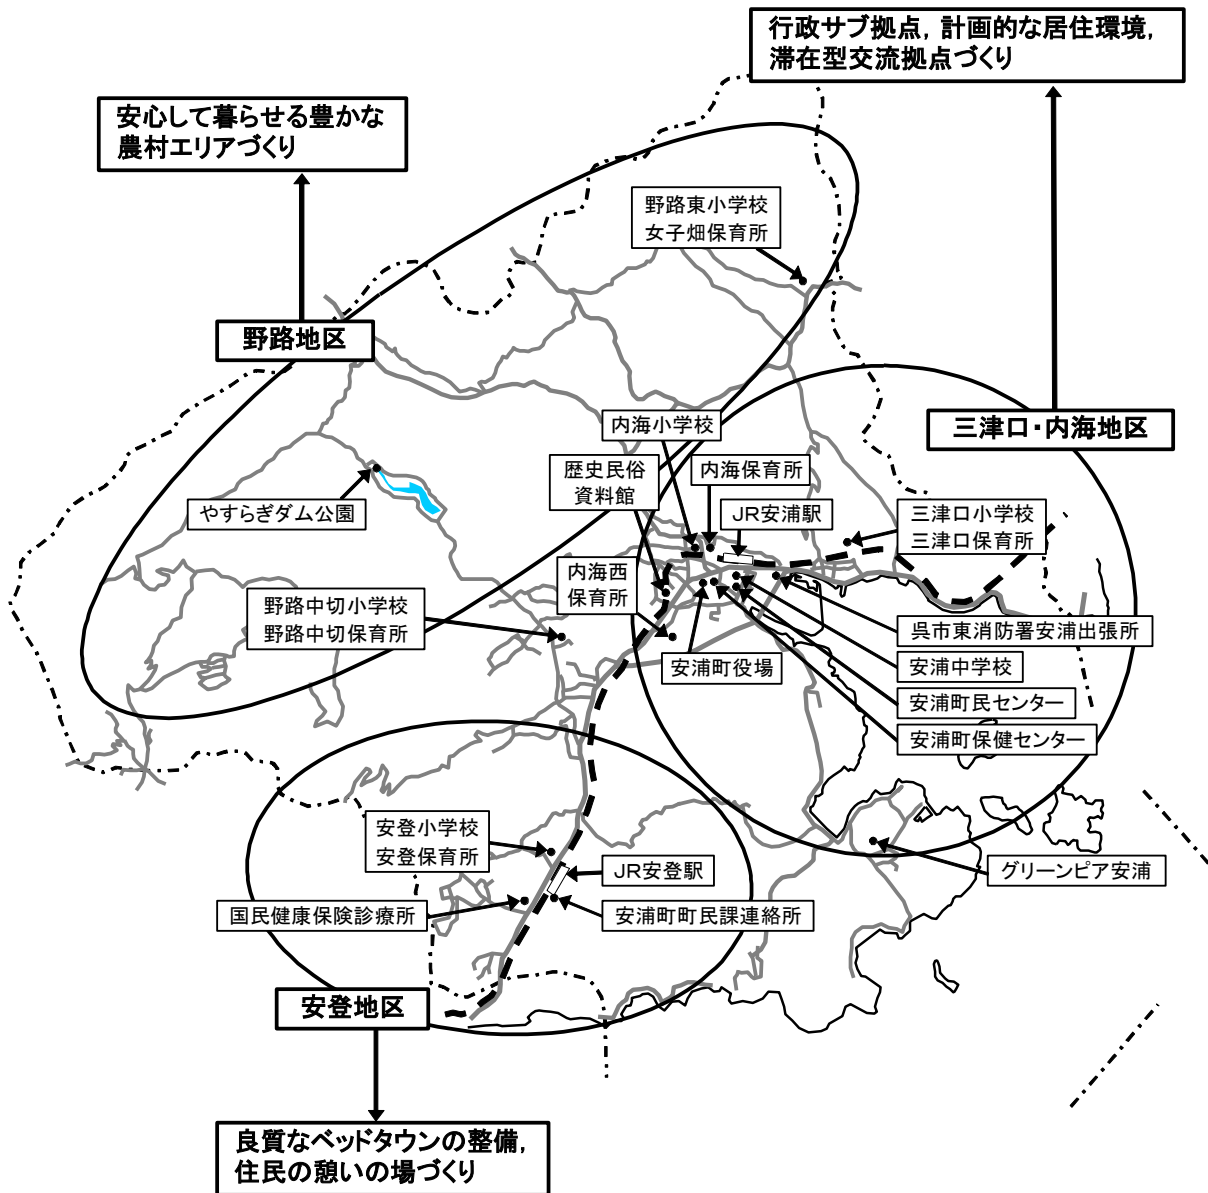 行政サブ拠点，計画的な居住環境，
滞在型交流拠点づくり
安心して暮らせる豊かな
農村エリアづくり
野路東小学校
女子畑保育所
野路地区
三津口・内海地区
内海小学校
歴史民俗
資料館
内海保育所
JR安浦駅
三津口小学校
三津口保育所
やすらぎダム公園
内海西
保育所
野路中切小学校
野路中切保育所
呉市東消防署安浦出張所
安浦町役場
安浦中学校
安浦町民センター
安浦町保健センター
安登小学校
安登保育所
JR安登駅
グリーンピア安浦
国民健康保険診療所
安浦町町民課連絡所
安登地区
良質なベッドタウンの整備，
住民の憩いの場づくり